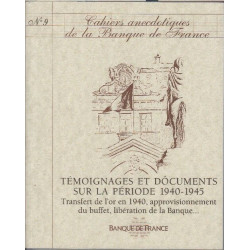 N° 9
Cahiers anecdotiques
de la Banque de France
TÉMOIGNAGES ET DOCUMENTS
SUR LA PÉRIODE 1940-1945
Transfert de l'or en 1940, approvisionnement
du buffet, libération de la Banque...
BANQUE DE FRANCE